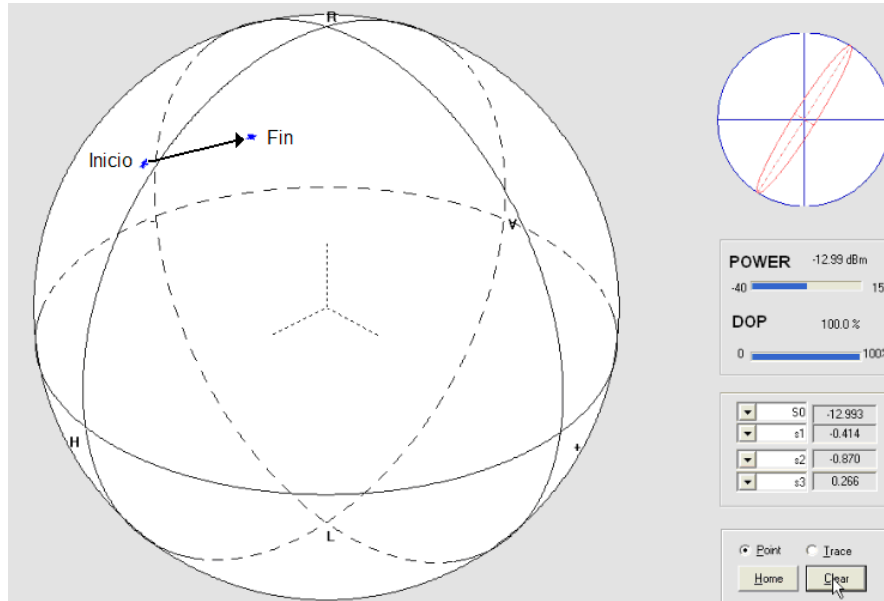 R
Inicio
Fin
A
H
+
L
POWER -12.99 dBm
-40 15
DOP 100.0 %
0 100%
S0 -12.993
s1 -0.414
s2 -0.870
s3 0.266
Point Trace
Home Clear